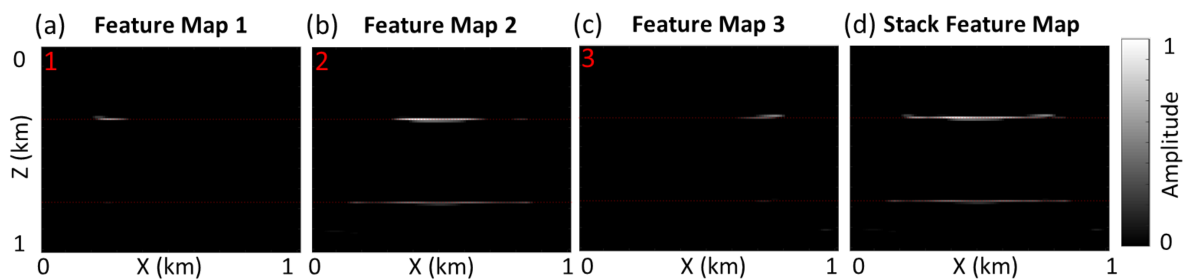 (a) Feature Map 1
(b) Feature Map 2
(c) Feature Map 3
(d) Stack Feature Map
0
1
2
3
1
Z (km)
Amplitude
1
0
0 X (km) 1
0 X (km) 1
0 X (km) 1
0 X (km) 1